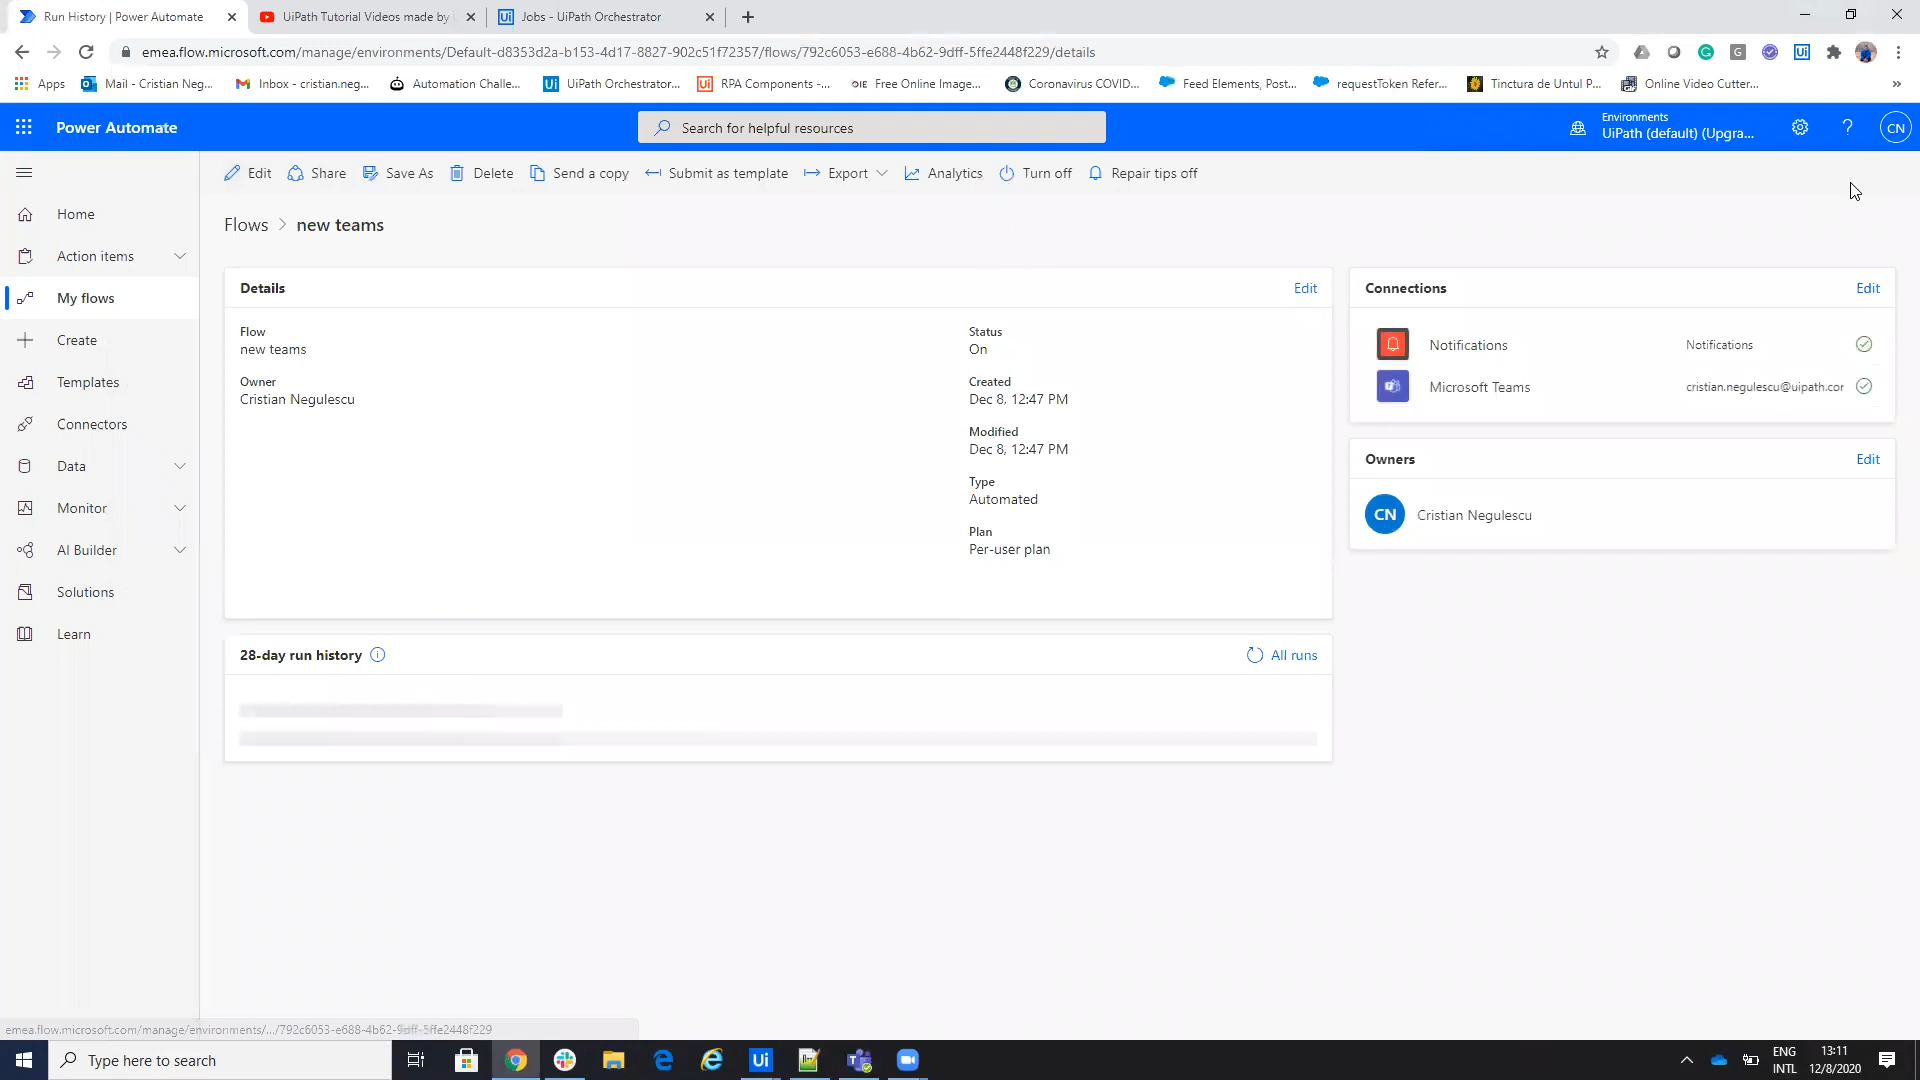 Run History | Power Automate
UiPath Tutorial Videos made by
Ui Jobs - UiPath Orchestrator
emea.flow.microsoft.com/manage/environments/Default-d8353d2a-b153-4d17-8827-902c51f72357/flows/792c6053-e688-4b62-9dff-5ffe2448f229/details
Apps Mail - Cristian Neg... Inbox - cristian.neg... Automation Challe... Ui UiPath Orchestrator... Ui RPA Components -... OIE Free Online Image... Coronavirus COVID... Feed Elements, Post... requestToken Refer... Tinctura de Untul P... Online Video Cutter... »
Power Automate
Search for helpful resources
Environments
UiPath (default) (Upgra...
? CN
Edit Share Save As Delete Send a copy Submit as template Export Analytics Turn off Repair tips off
Home
Action items
My flows
Create
Templates
Connectors
Data
Monitor
AI Builder
Solutions
Learn
Flows > new teams
Details Edit
Flow
new teams
Owner
Cristian Negulescu
Status
On
Created
Dec 8, 12:47 PM
Modified
Dec 8, 12:47 PM
Type
Automated
Plan
Per-user plan
28-day run history All runs
Connections Edit
Notifications Notifications
Microsoft Teams cristian.negulescu@uipath.cor
Owners Edit
CN Cristian Negulescu
emea.flow.microsoft.com/manage/environments/.../792c6053-e688-4b62-9dff-5ffe2448f229
Type here to search
Ui
ENG
INTL
13:11
12/8/2020